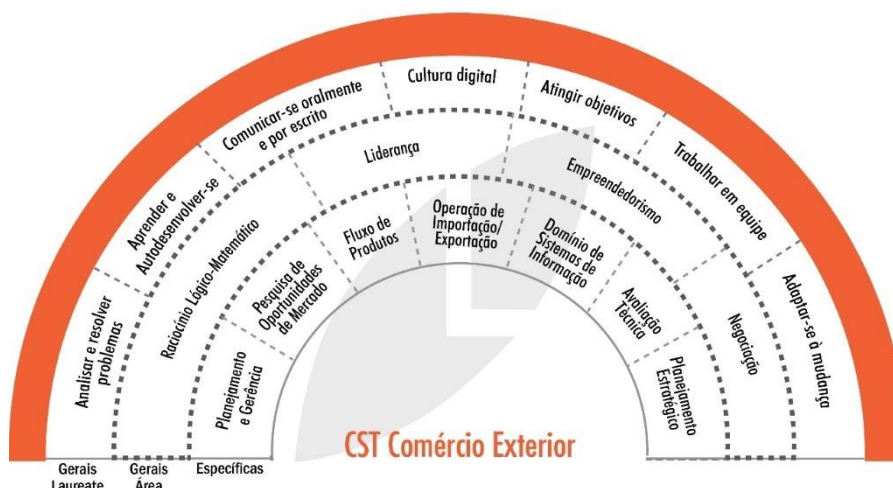 Analisar e resolver
problemas
Aprender e
Autodesenvolver-se
Comunicar-se oralmente
e por escrito
Cultura digital
Atingir objetivos
Trabalhar em equipe
Adaptar-se à mudança
Raciocínio Lógico-Matemático
Liderança
Empreendedorismo
Negociação
Planejamento
e Gerência
Pesquisa de
Oportunidades
de Mercado
Fluxo de
Produtos
Operação de
Importação/
Exportação
Domínio de
Sistemas de
Informação
Avaliação
Técnica
Planejamento
Estratégico
CST Comércio Exterior
Gerais
Laureate
Gerais
Área
Específicas